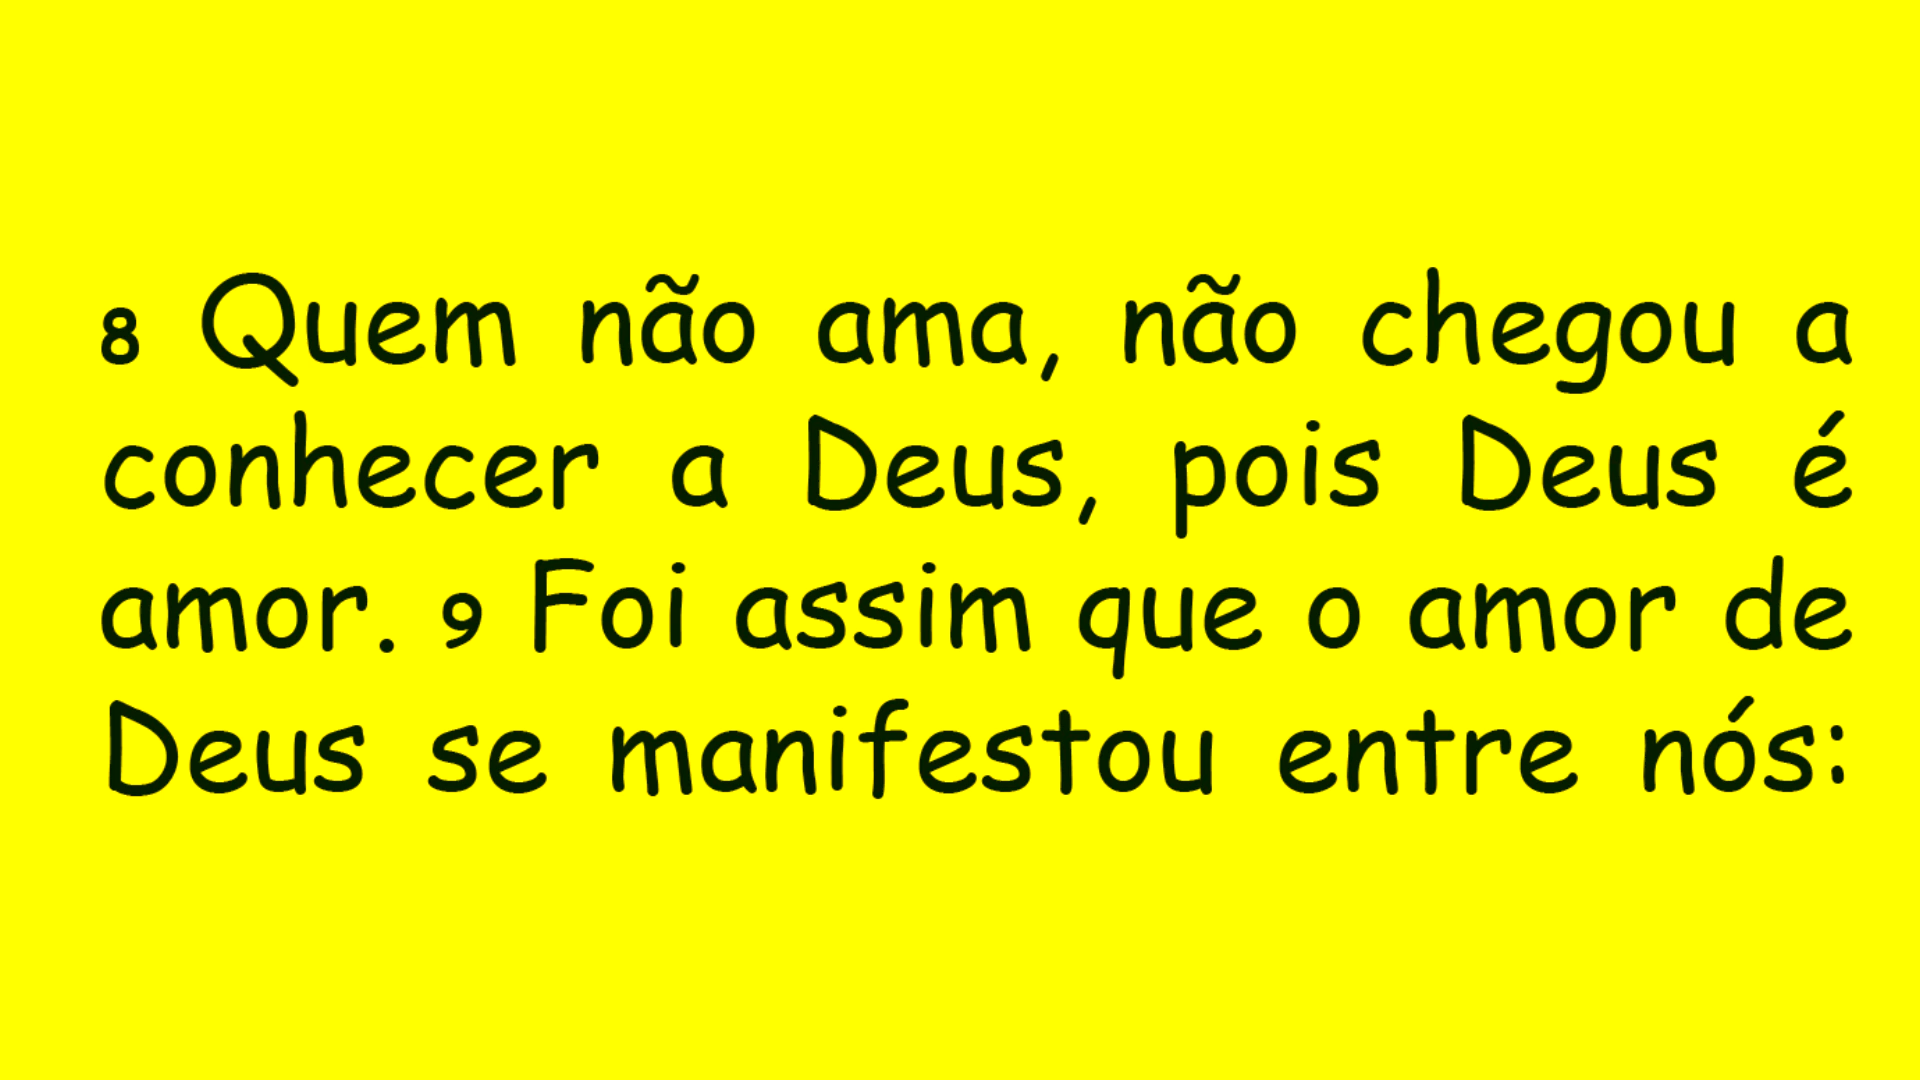 8 Quem não ama, não chegou a
conhecer a Deus, pois Deus é
amor. 9 Foi assim que o amor de
Deus se manifestou entre nós: